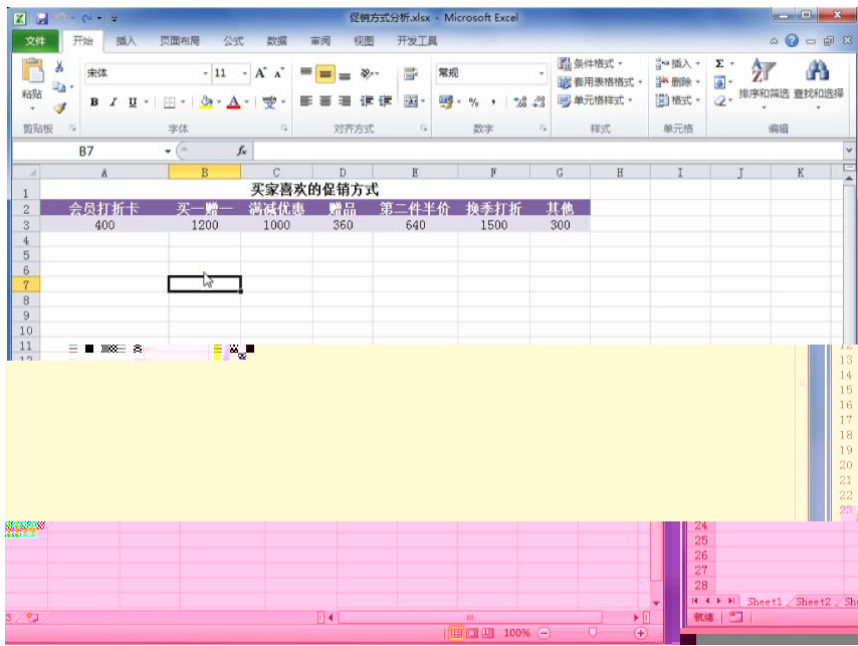 促销方式分析.xlsx - Microsoft Excel
文件 开始 插入 页面布局 公式 数据 审阅 视图 开发工具
宋体 11 A A 常规 条件格式 插入 Σ
粘贴 套用表格格式 删除
B I U A % , 单元格样式 格式 排序和筛选 查找和选择
剪贴板 字体 对齐方式 数字 样式 单元格 编辑
B7 fx
A B C D E F G H I J K
1 买家喜欢的促销方式
2 会员打折卡 买一赠一 满减优惠 赠品 第二件半价 换季打折 其他
3 400 1200 1000 360 640 1500 300
4
5
6
7
8
9
10
11
12
13
14
15
16
17
18
19
20
21
22
23
24
25
26
27
28
Sheet1 Sheet2 Sh
3 就绪
100%